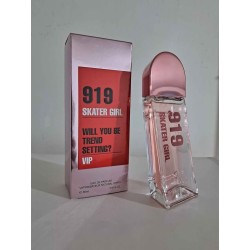 919
SKATER GIRL
WILL YOU BE
TREND
SETTING?
VIP
919
SKATER GIRL